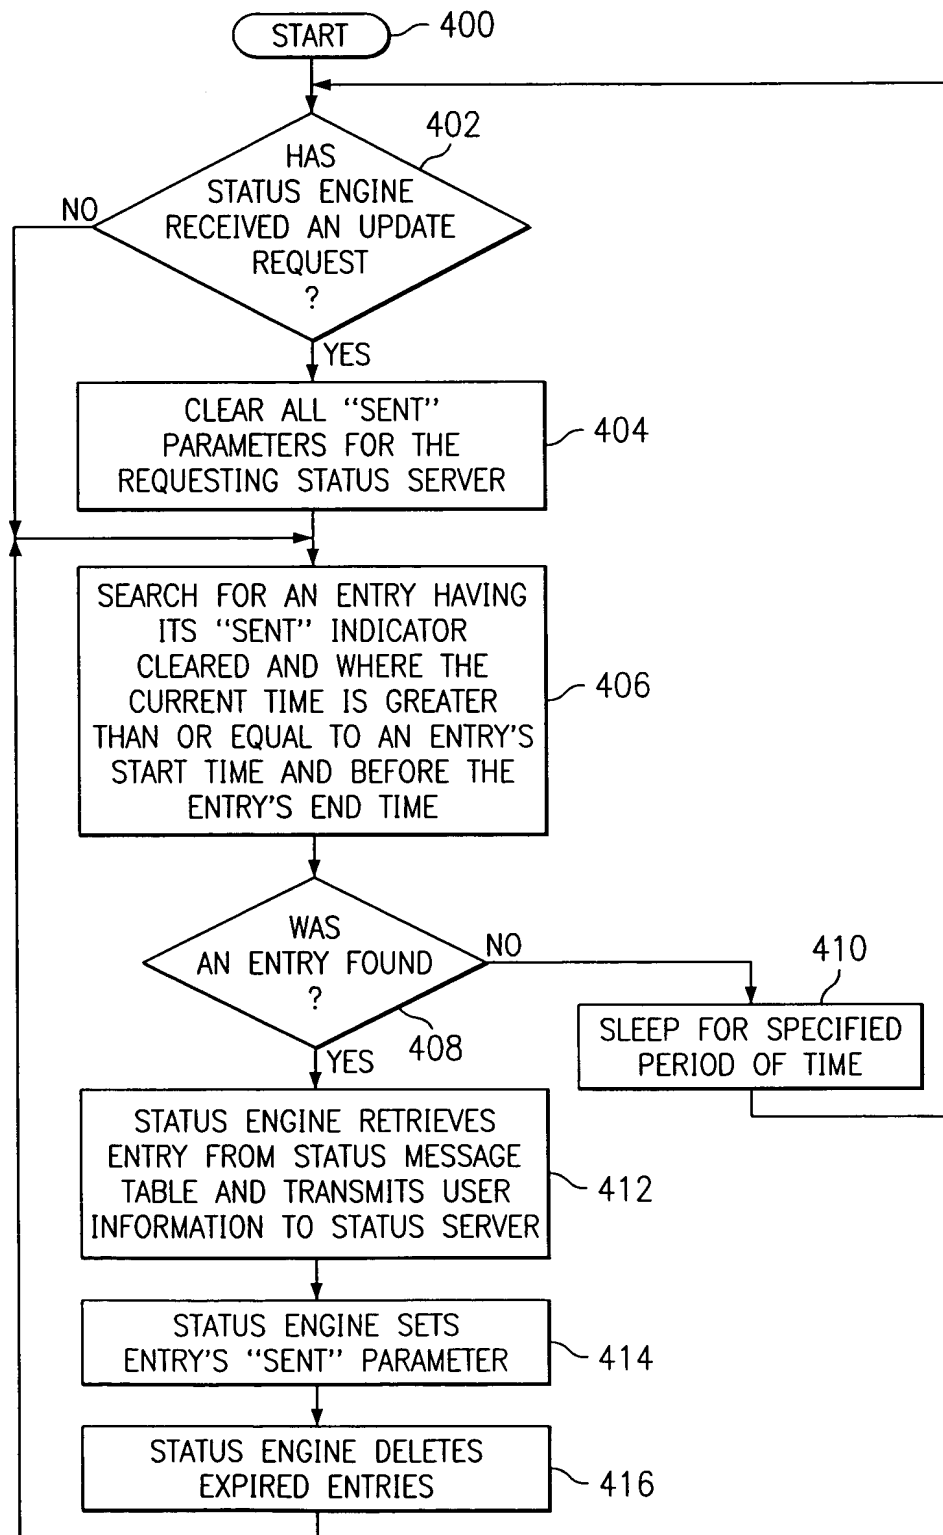 START
400
402
HAS
STATUS ENGINE
RECEIVED AN UPDATE
REQUEST
?
NO
YES
CLEAR ALL “SENT”
PARAMETERS FOR THE
REQUESTING STATUS SERVER
404
SEARCH FOR AN ENTRY HAVING
ITS “SENT” INDICATOR
CLEARED AND WHERE THE
CURRENT TIME IS GREATER
THAN OR EQUAL TO AN ENTRY'S
START TIME AND BEFORE THE
ENTRY'S END TIME
406
WAS
AN ENTRY FOUND
?
NO
408
YES
410
SLEEP FOR SPECIFIED
PERIOD OF TIME
STATUS ENGINE RETRIEVES
ENTRY FROM STATUS MESSAGE
TABLE AND TRANSMITS USER
INFORMATION TO STATUS SERVER
412
STATUS ENGINE SETS
ENTRY'S “SENT” PARAMETER
414
STATUS ENGINE DELETES
EXPIRED ENTRIES
416